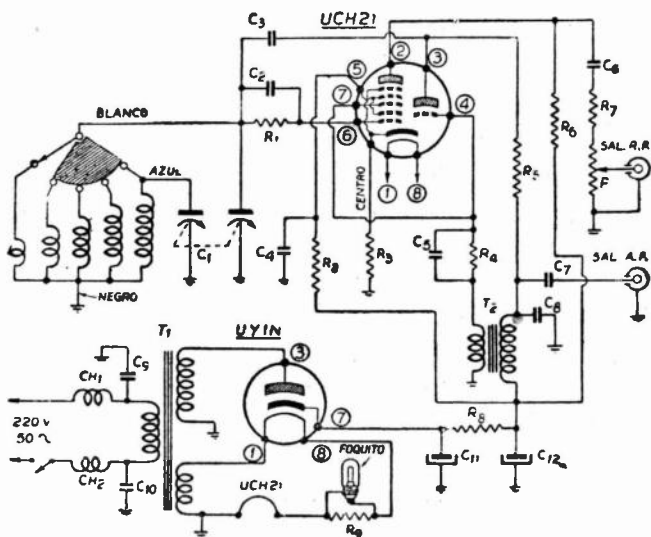 C3
UCH21
2
3
5
C2
7
4
C6
BLANCO
6
R7
R1
R6
SAL. R.F.
AZUL
1
8
R5
P
CENTRO
C1
C4
R2
R3
C5
R4
C7
SAL A.F.
NEGRO
T2
C8
T1
UY1N
3
C9
CH1
7
R8
220 v
50 ~
1
8
FOQUITO
C11
C12
UCH21
CH2
C10
R9